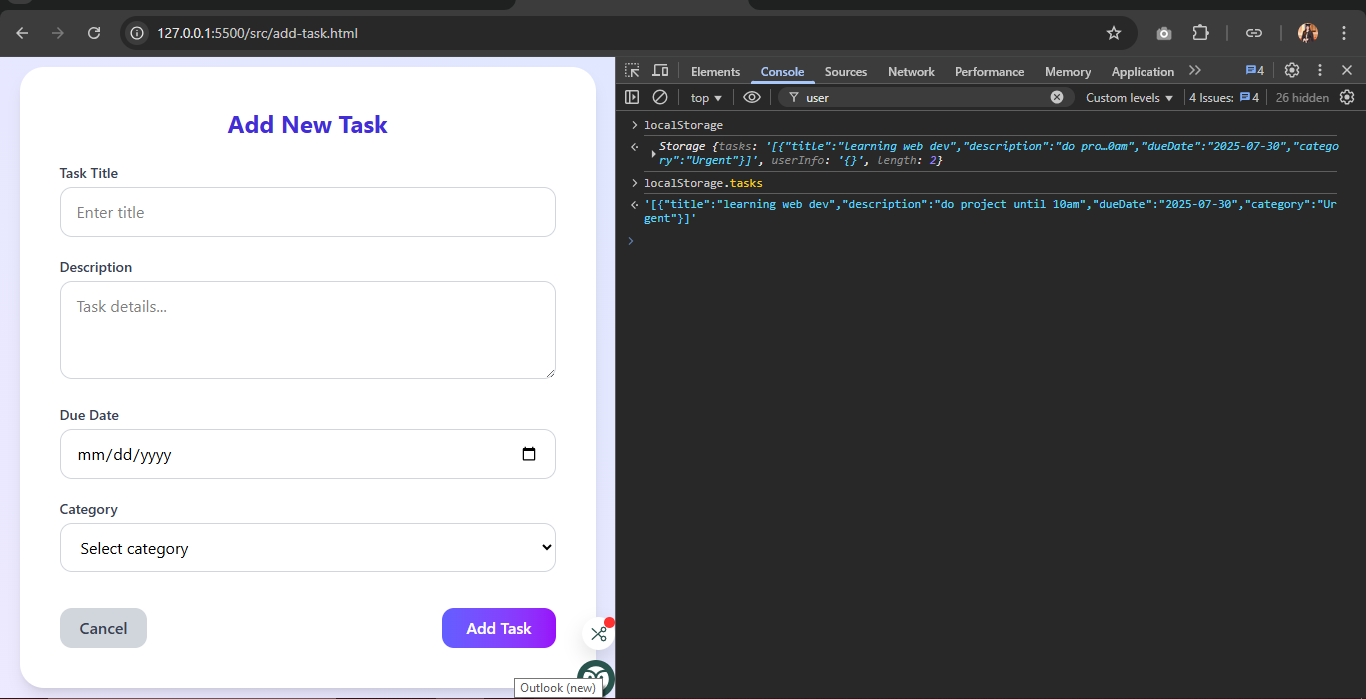 127.0.0.1:5500/src/add-task.html
Add New Task
Task Title
Enter title
Description
Task details...
Due Date
mm/dd/yyyy
Category
Select category
Cancel
Add Task
Outlook (new)
Elements Console Sources Network Performance Memory Application 4
top user Custom levels 4 Issues: 4 26 hidden
localStorage
Storage {tasks: '[{"title":"learning web dev","description":"do pro…0am","dueDate":"2025-07-30","catego
ry":"Urgent"}]', userInfo: '{}', length: 2}
localStorage.tasks
'[{"title":"learning web dev","description":"do project until 10am","dueDate":"2025-07-30","category":"Ur
gent"}]'